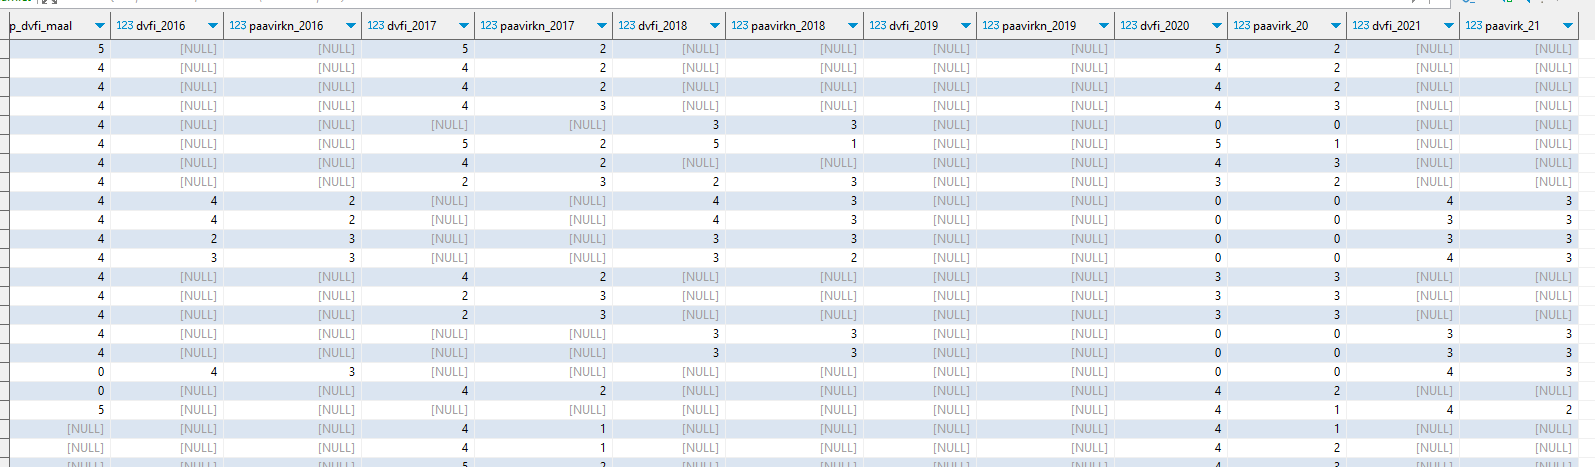 p_dvfi_maal 123 dvfi_2016 123 paavirkn_2016 123 dvfi_2017 123 paavirkn_2017 123 dvfi_2018 123 paavirkn_2018 123 dvfi_2019 123 paavirkn_2019 123 dvfi_2020 123 paavirk_20 123 dvfi_2021 123 paavirk_21
5 [NULL] [NULL] 5 2 [NULL] [NULL] [NULL] [NULL] 5 2 [NULL] [NULL]
4 [NULL] [NULL] 4 2 [NULL] [NULL] [NULL] [NULL] 4 2 [NULL] [NULL]
4 [NULL] [NULL] 4 2 [NULL] [NULL] [NULL] [NULL] 4 2 [NULL] [NULL]
4 [NULL] [NULL] 4 3 [NULL] [NULL] [NULL] [NULL] 4 3 [NULL] [NULL]
4 [NULL] [NULL] [NULL] [NULL] 3 3 [NULL] [NULL] 0 0 [NULL] [NULL]
4 [NULL] [NULL] 5 2 5 1 [NULL] [NULL] 5 1 [NULL] [NULL]
4 [NULL] [NULL] 4 2 [NULL] [NULL] [NULL] [NULL] 4 3 [NULL] [NULL]
4 [NULL] [NULL] 2 3 2 3 [NULL] [NULL] 3 2 [NULL] [NULL]
4 4 2 [NULL] [NULL] 4 3 [NULL] [NULL] 0 0 4 3
4 4 2 [NULL] [NULL] 4 3 [NULL] [NULL] 0 0 3 3
4 2 3 [NULL] [NULL] 3 3 [NULL] [NULL] 0 0 3 3
4 3 3 [NULL] [NULL] 3 2 [NULL] [NULL] 0 0 4 3
4 [NULL] [NULL] 4 2 [NULL] [NULL] [NULL] [NULL] 3 3 [NULL] [NULL]
4 [NULL] [NULL] 2 3 [NULL] [NULL] [NULL] [NULL] 3 3 [NULL] [NULL]
4 [NULL] [NULL] 2 3 [NULL] [NULL] [NULL] [NULL] 3 3 [NULL] [NULL]
4 [NULL] [NULL] [NULL] [NULL] 3 3 [NULL] [NULL] 0 0 3 3
4 [NULL] [NULL] [NULL] [NULL] 3 3 [NULL] [NULL] 0 0 3 3
0 4 3 [NULL] [NULL] [NULL] [NULL] [NULL] [NULL] 0 0 4 3
0 [NULL] [NULL] 4 2 [NULL] [NULL] [NULL] [NULL] 4 2 [NULL] [NULL]
5 [NULL] [NULL] [NULL] [NULL] [NULL] [NULL] [NULL] [NULL] 4 1 4 2
[NULL] [NULL] [NULL] 4 1 [NULL] [NULL] [NULL] [NULL] 4 1 [NULL] [NULL]
[NULL] [NULL] [NULL] 4 1 [NULL] [NULL] [NULL] [NULL] 4 2 [NULL] [NULL]